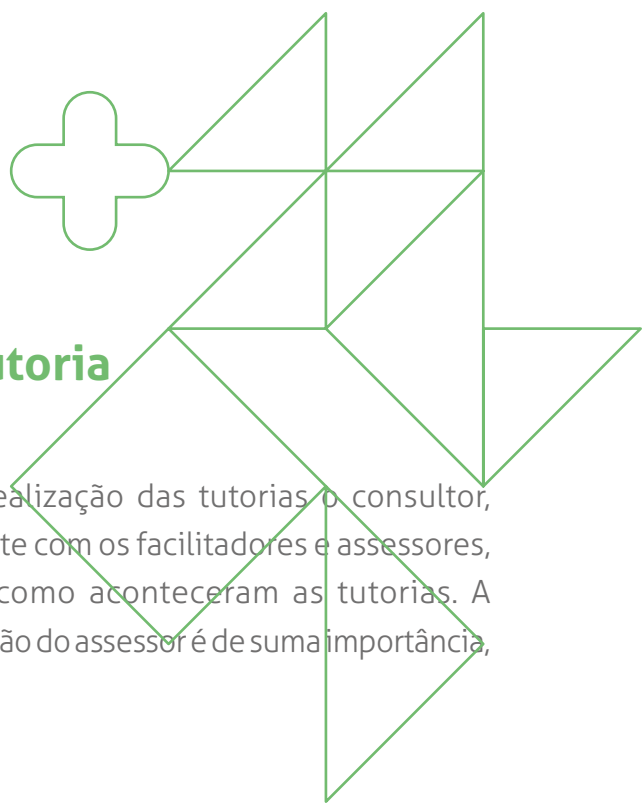 utoria
ealização das tutorias o consultor,
te com os facilitadores e assessores,
como aconteceram as tutorias. A
ão do assessor é de suma importância,